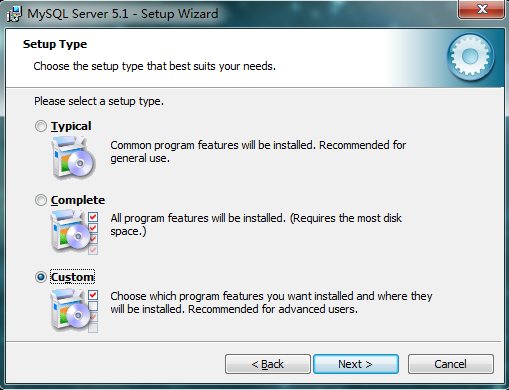 MySQL Server 5.1 - Setup Wizard
Setup Type
Choose the setup type that best suits your needs.
Please select a setup type.
Typical
Common program features will be installed. Recommended for
general use.
Complete
All program features will be installed. (Requires the most disk
space.)
Custom
Choose which program features you want installed and where they
will be installed. Recommended for advanced users.
< Back
Next >
Cancel